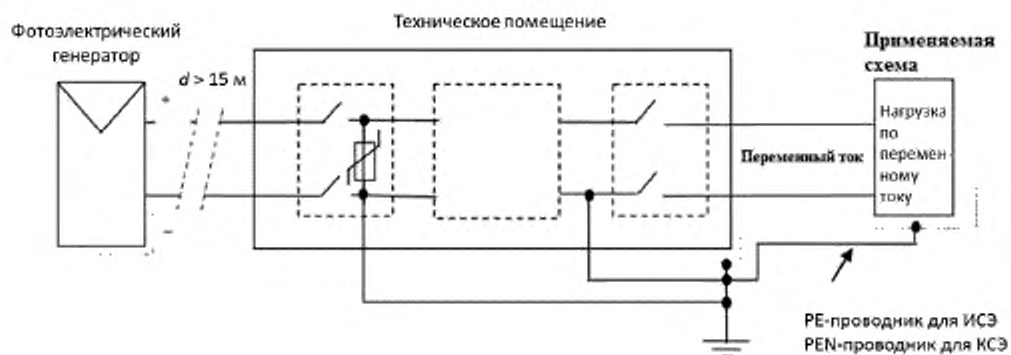 Техническое помещение
Фотоэлектрический
генератор
d > 15 м
+
−
Применяемая
схема
Нагрузка
по
перемен-
ному
току
Переменный ток
PE-проводник для ИСЭ
PEN-проводник для КСЭ